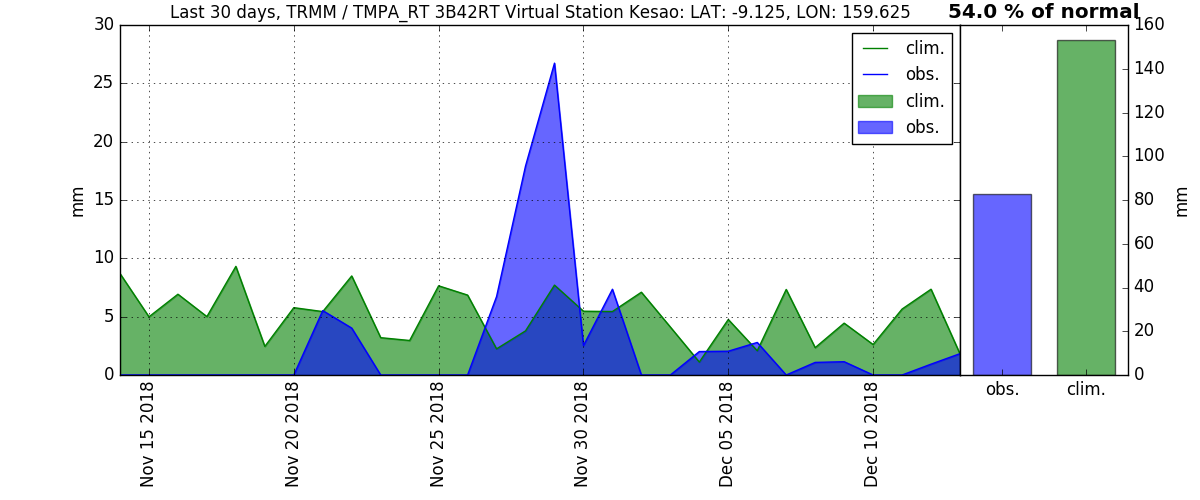 Last 30 days, TRMM / TMPA_RT 3B42RT Virtual Station Kesao: LAT: -9.125, LON: 159.625
54.0 % of normal
30
25
20
15
10
5
0
mm
clim.
obs.
clim.
obs.
160
140
120
100
80
60
40
20
0
mm
Nov 15 2018
Nov 20 2018
Nov 25 2018
Nov 30 2018
Dec 05 2018
Dec 10 2018
obs.
clim.